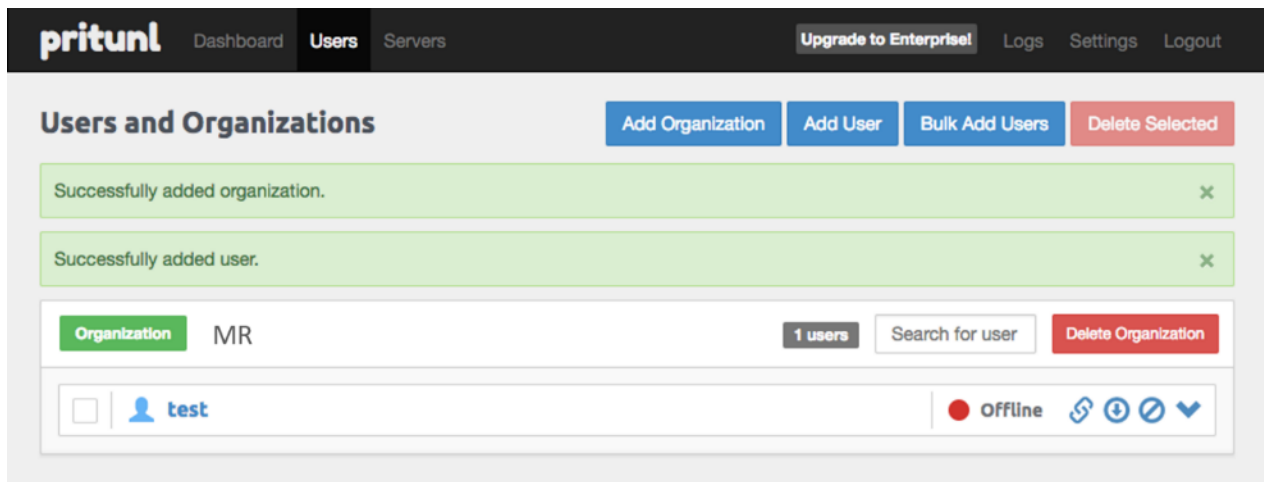 pritunl Dashboard Users Servers Upgrade to Enterprise! Logs Settings Logout
Users and Organizations Add Organization Add User Bulk Add Users Delete Selected
Successfully added organization. ×
Successfully added user. ×
Organization MR 1 users Search for user Delete Organization
test Offline